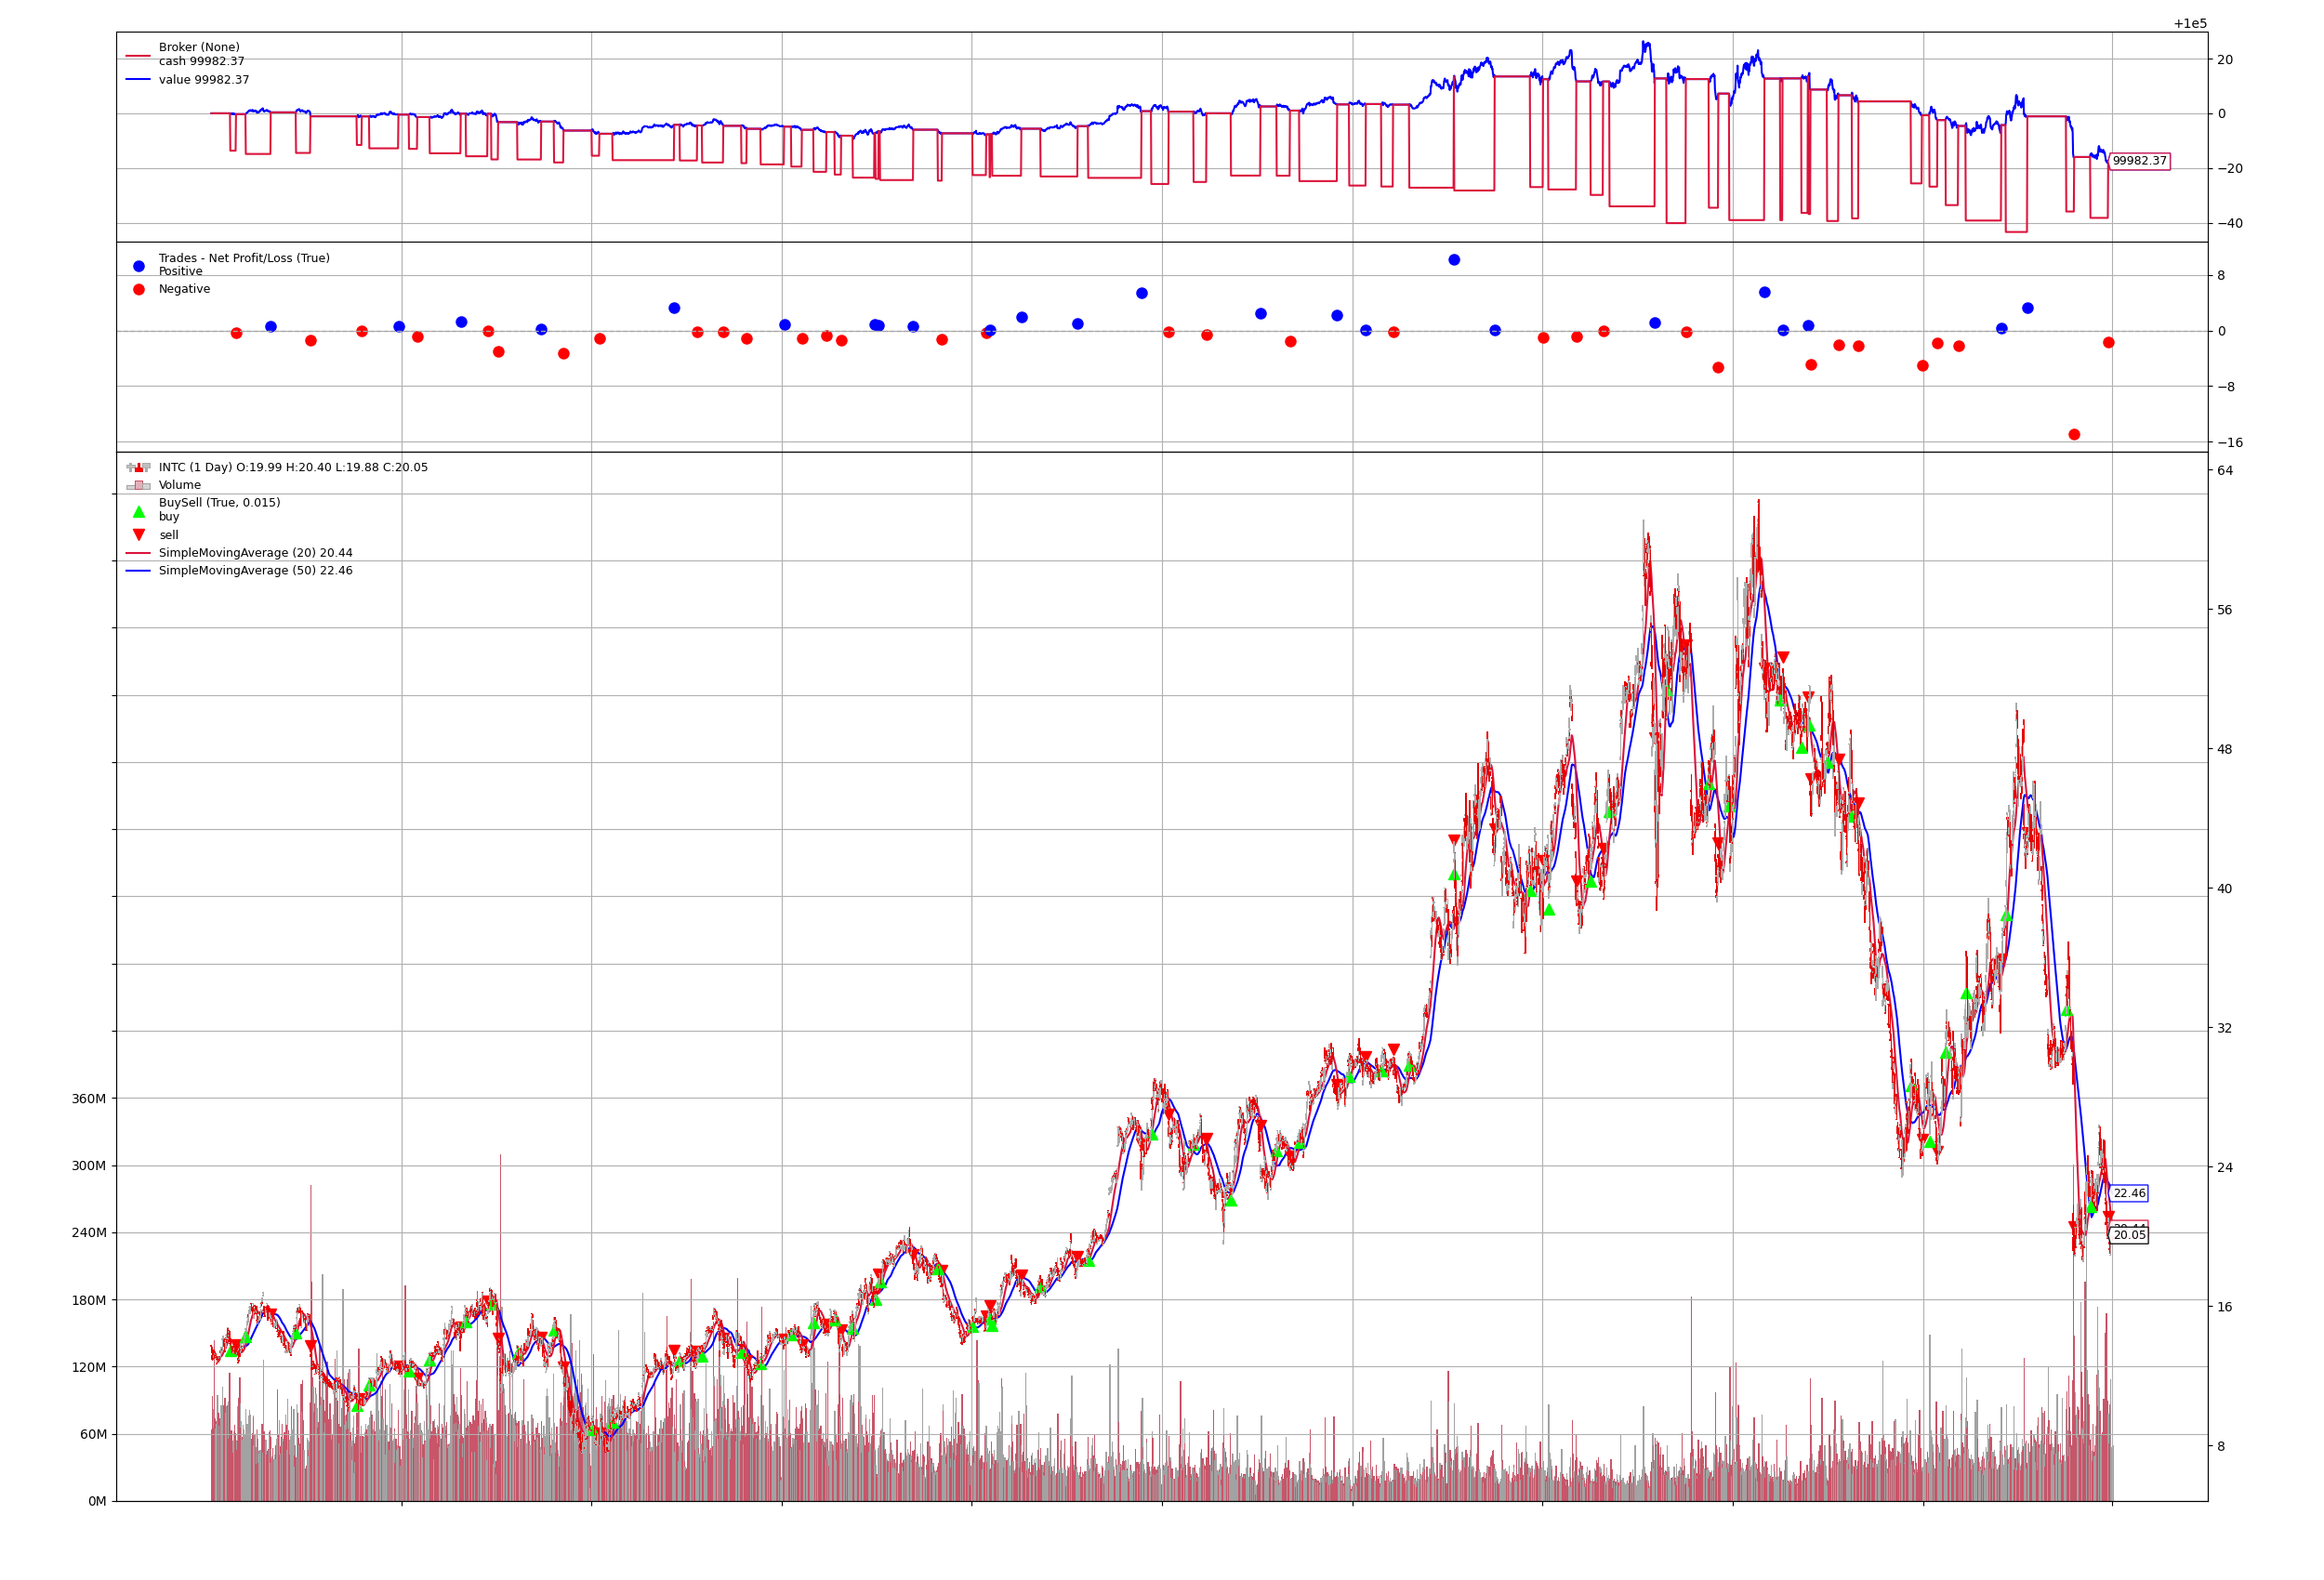 +1e5
Broker (None)
cash 99982.37
value 99982.37
20
0
−20
−40
99982.37
Trades - Net Profit/Loss (True)
Positive
Negative
8
0
−8
−16
INTC (1 Day) O:19.99 H:20.40 L:19.88 C:20.05
Volume
BuySell (True, 0.015)
buy
sell
SimpleMovingAverage (20) 20.44
SimpleMovingAverage (50) 22.46
64
56
48
40
32
24
16
8
22.46
20.05
360M
300M
240M
180M
120M
60M
0M